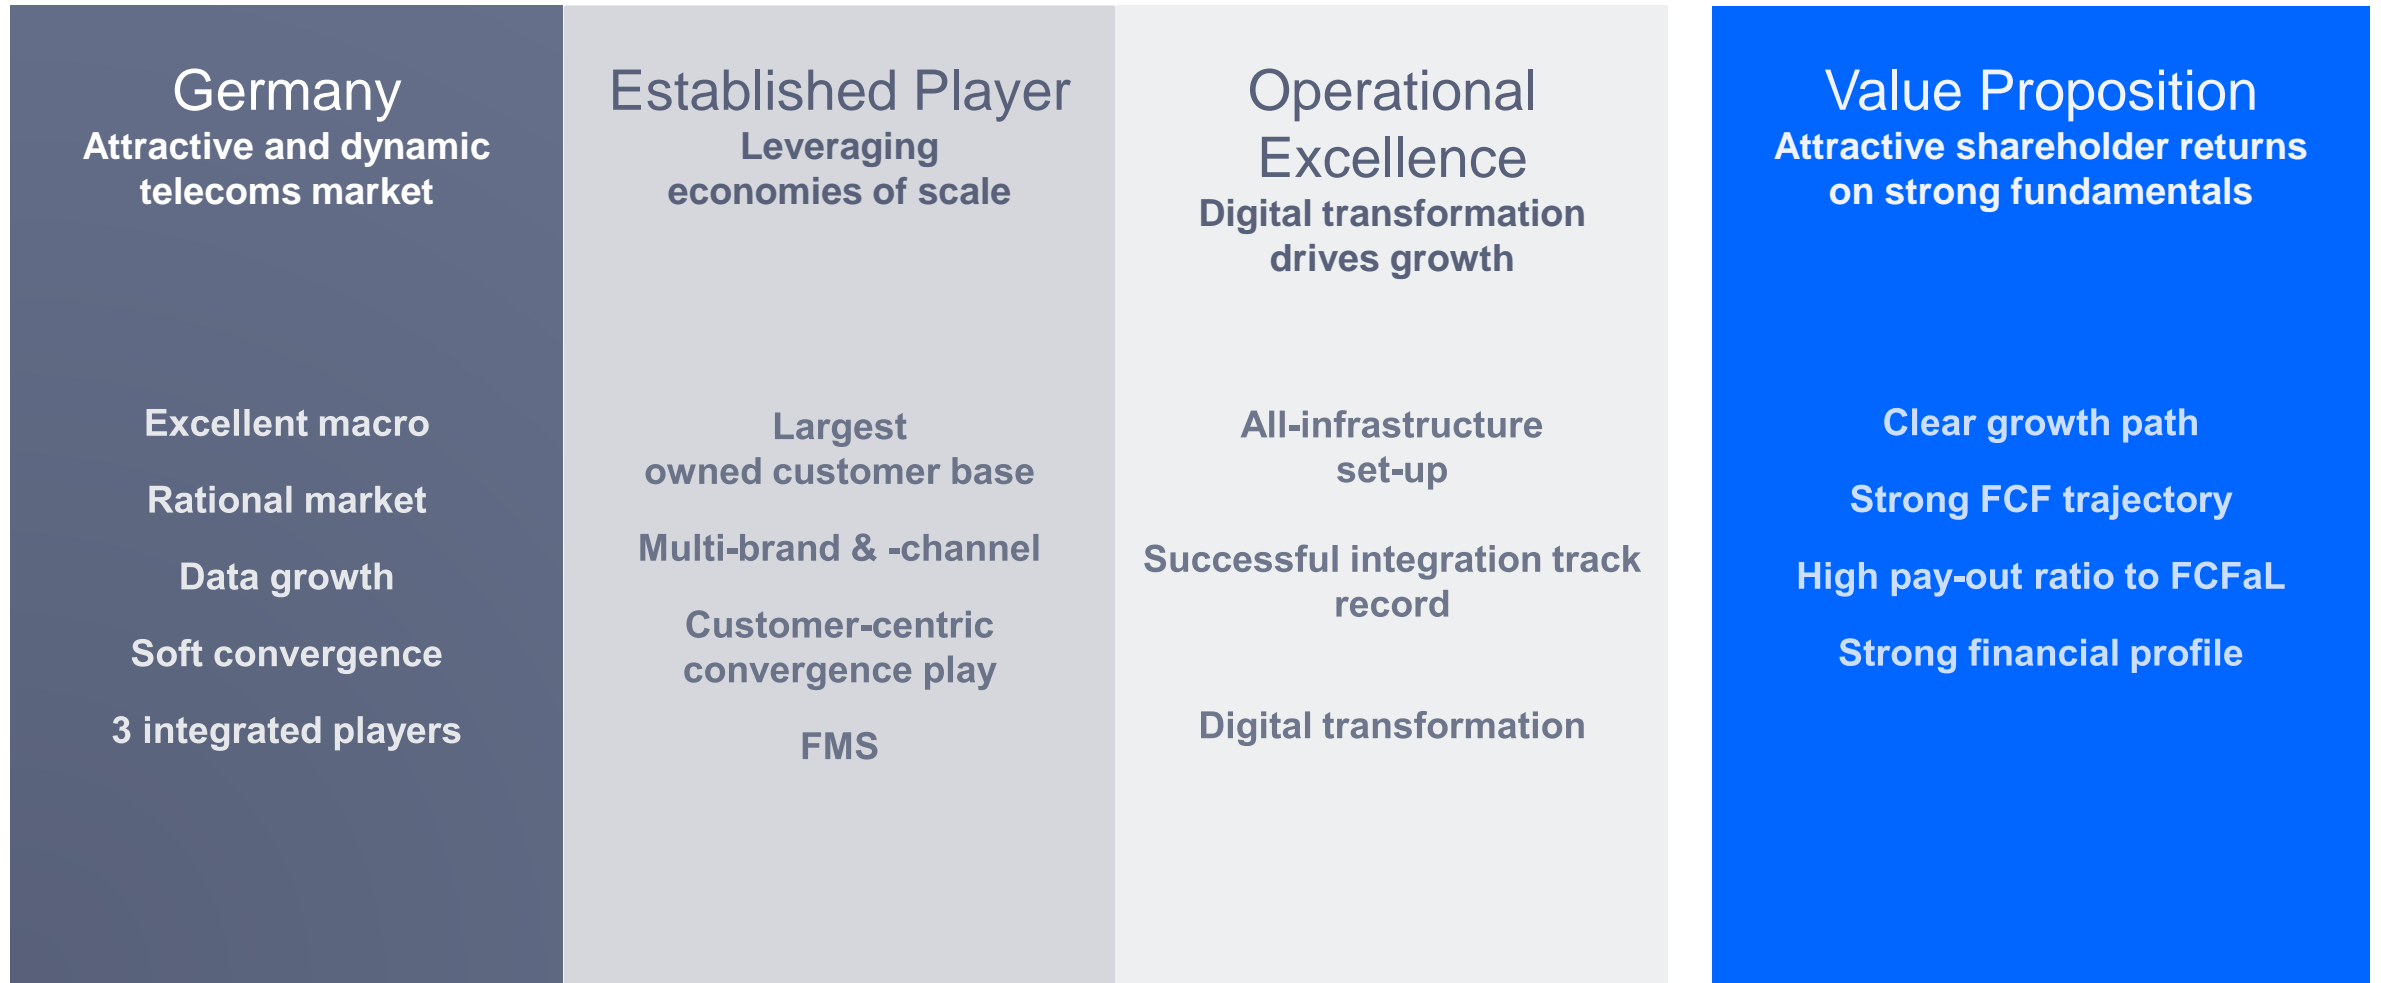 Germany
Attractive and dynamic
telecoms market
Excellent macro
Rational market
Data growth
Soft convergence
3 integrated players
Established Player
Leveraging
economies of scale
Largest
owned customer base
Multi-brand & -channel
Customer-centric
convergence play
FMS
Operational
Excellence
Digital transformation
drives growth
All-infrastructure
set-up
Successful integration track
record
Digital transformation
Value Proposition
Attractive shareholder returns
on strong fundamentals
Clear growth path
Strong FCF trajectory
High pay-out ratio to FCFaL
Strong financial profile